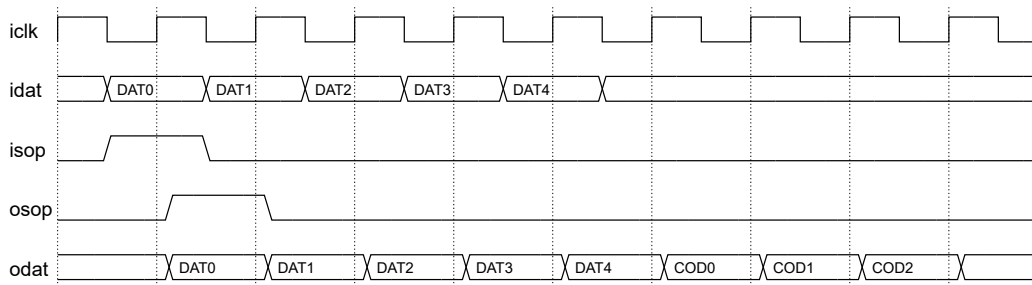 iclk
idat DAT0 DAT1 DAT2 DAT3 DAT4
isop
osop
odat DAT0 DAT1 DAT2 DAT3 DAT4 COD0 COD1 COD2